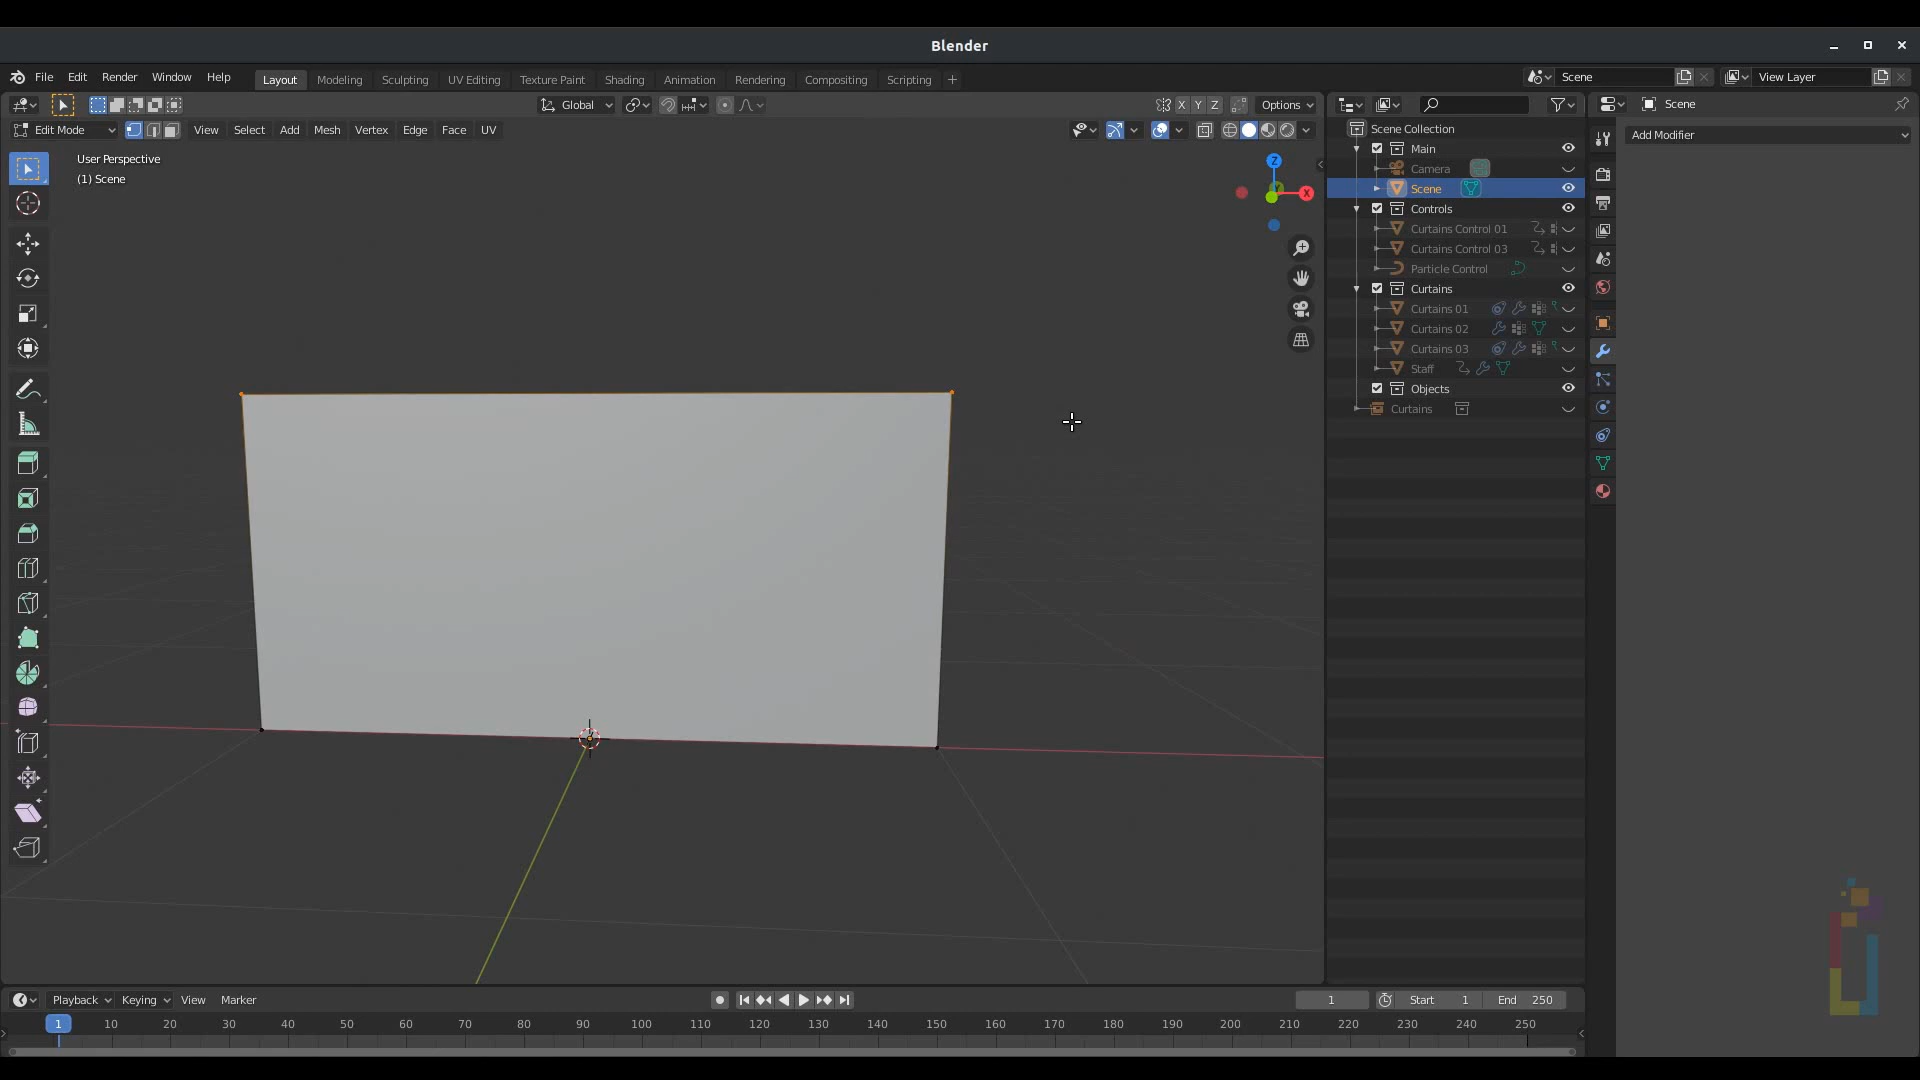 Blender
File Edit Render Window Help Layout Modeling Sculpting UV Editing Texture Paint Shading Animation Rendering Compositing Scripting Scene View Layer
Global X Y Z Options Scene
Edit Mode View Select Add Mesh Vertex Edge Face UV
Scene Collection
Add Modifier
Main
User Perspective
(1) Scene
Camera
Scene
Controls
Curtains Control 01
Curtains Control 03
Particle Control
Curtains
Curtains 01
Curtains 02
Curtains 03
Staff
Objects
Curtains
Z
X
Playback Keying View Marker 1 Start 1 End 250
1 10 20 30 40 50 60 70 80 90 100 110 120 130 140 150 160 170 180 190 200 210 220 230 240 250